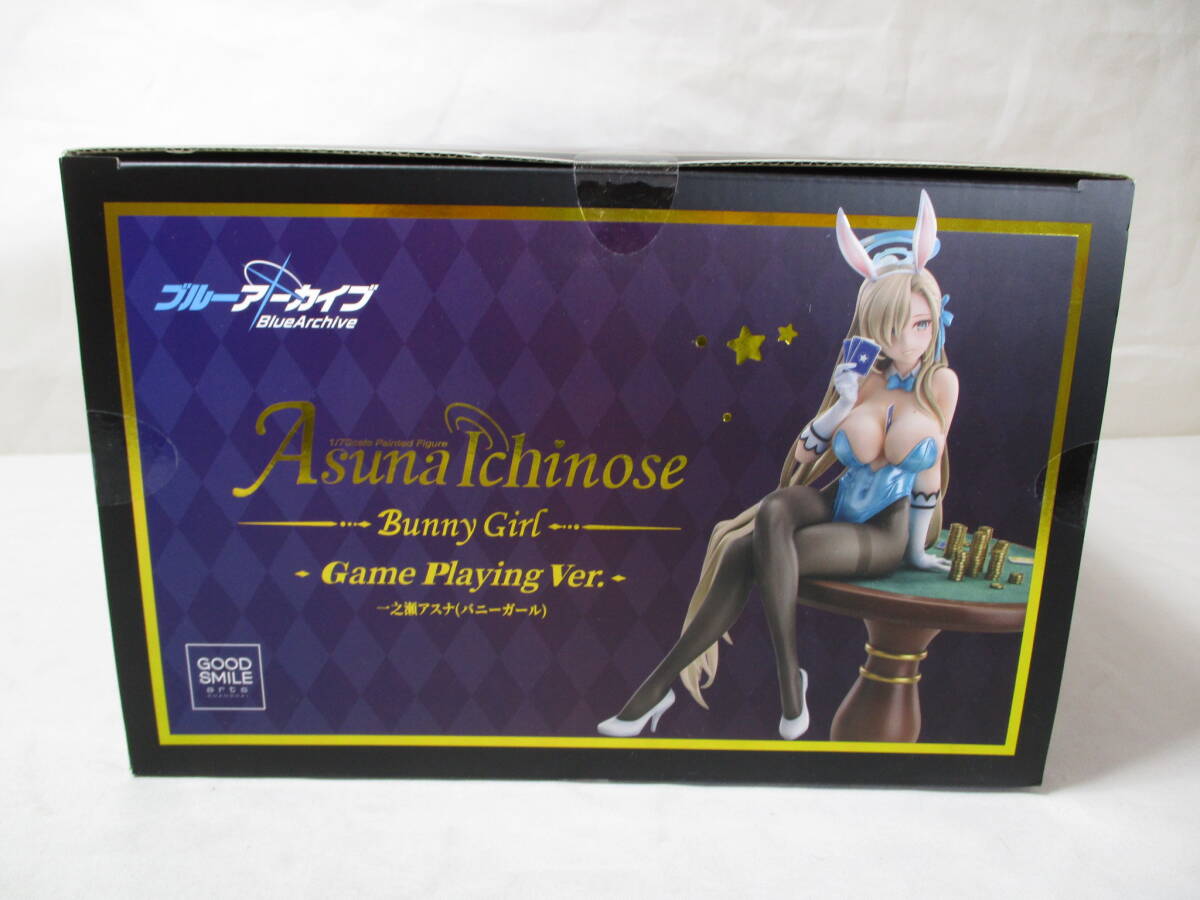 ブルーアーカイブ
BlueArchive
1/7Scale Painted Figure
Asuna Ichinose
Bunny Girl
Game Playing Ver.
一之瀬アスナ(バニーガール)
GOOD
SMILE
arts
SHANGHAI